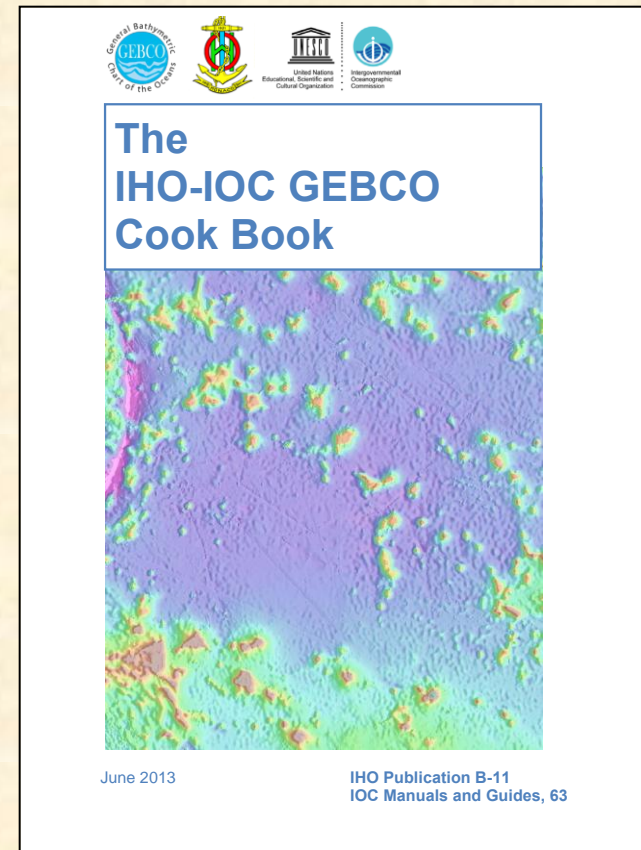 General Bathymetric
Chart of the Oceans
GEBCO
UNESCO
United Nations
Educational, Scientific and
Cultural Organization
Intergovernmental
Oceanographic
Commission
The
IHO-IOC GEBCO
Cook Book
June 2013
IHO Publication B-11
IOC Manuals and Guides, 63